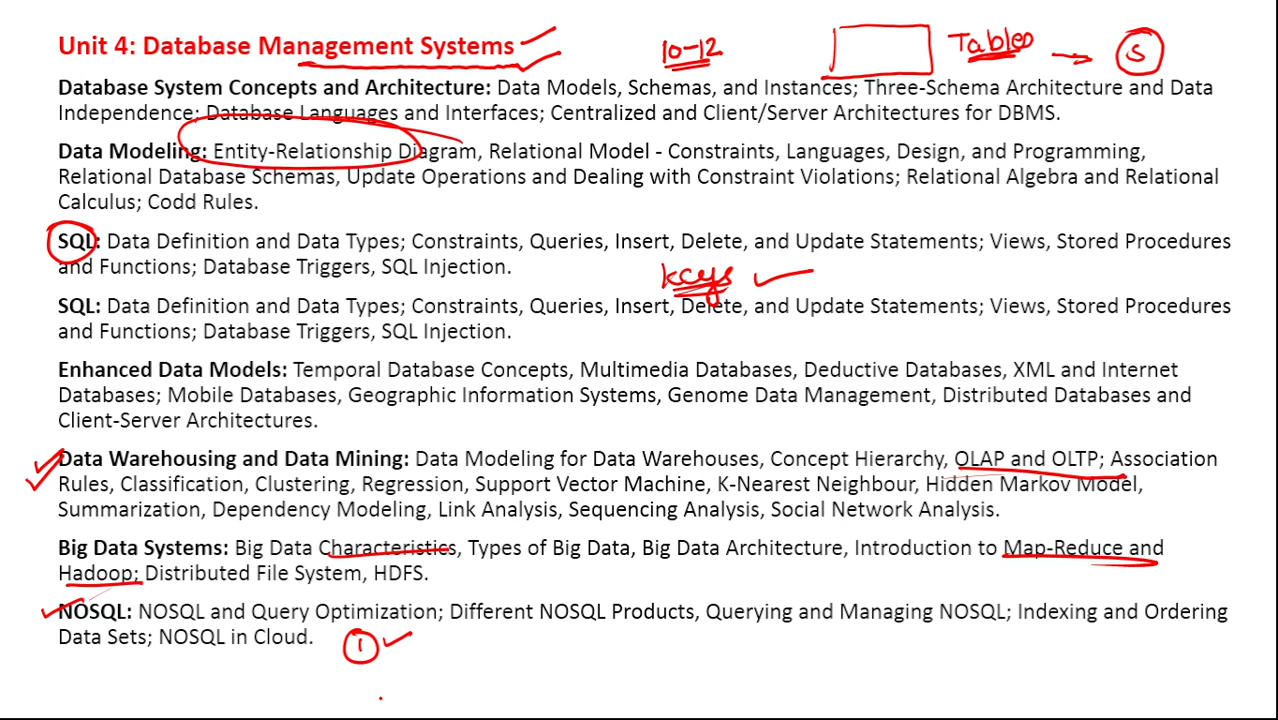 Unit 4: Database Management Systems
10-12
Tables
S
Database System Concepts and Architecture: Data Models, Schemas, and Instances; Three-Schema Architecture and Data
Independence; Database Languages and Interfaces; Centralized and Client/Server Architectures for DBMS.
Data Modeling: Entity-Relationship Diagram, Relational Model - Constraints, Languages, Design, and Programming,
Relational Database Schemas, Update Operations and Dealing with Constraint Violations; Relational Algebra and Relational
Calculus; Codd Rules.
SQL: Data Definition and Data Types; Constraints, Queries, Insert, Delete, and Update Statements; Views, Stored Procedures
and Functions; Database Triggers, SQL Injection.
keys
SQL: Data Definition and Data Types; Constraints, Queries, Insert, Delete, and Update Statements; Views, Stored Procedures
and Functions; Database Triggers, SQL Injection.
Enhanced Data Models: Temporal Database Concepts, Multimedia Databases, Deductive Databases, XML and Internet
Databases; Mobile Databases, Geographic Information Systems, Genome Data Management, Distributed Databases and
Client-Server Architectures.
Data Warehousing and Data Mining: Data Modeling for Data Warehouses, Concept Hierarchy, OLAP and OLTP; Association
Rules, Classification, Clustering, Regression, Support Vector Machine, K-Nearest Neighbour, Hidden Markov Model,
Summarization, Dependency Modeling, Link Analysis, Sequencing Analysis, Social Network Analysis.
Big Data Systems: Big Data Characteristics, Types of Big Data, Big Data Architecture, Introduction to Map-Reduce and
Hadoop; Distributed File System, HDFS.
NOSQL: NOSQL and Query Optimization; Different NOSQL Products, Querying and Managing NOSQL; Indexing and Ordering
Data Sets; NOSQL in Cloud.
1